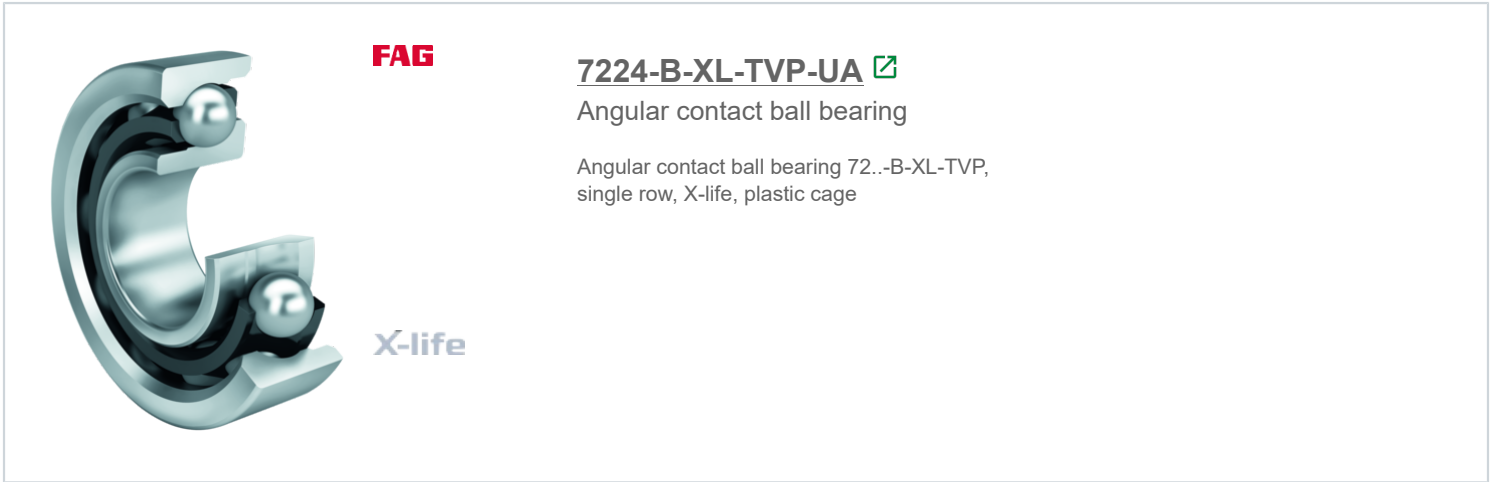 FAG
7224-B-XL-TVP-UA
Angular contact ball bearing
Angular contact ball bearing 72..-B-XL-TVP,
single row, X-life, plastic cage
X-life